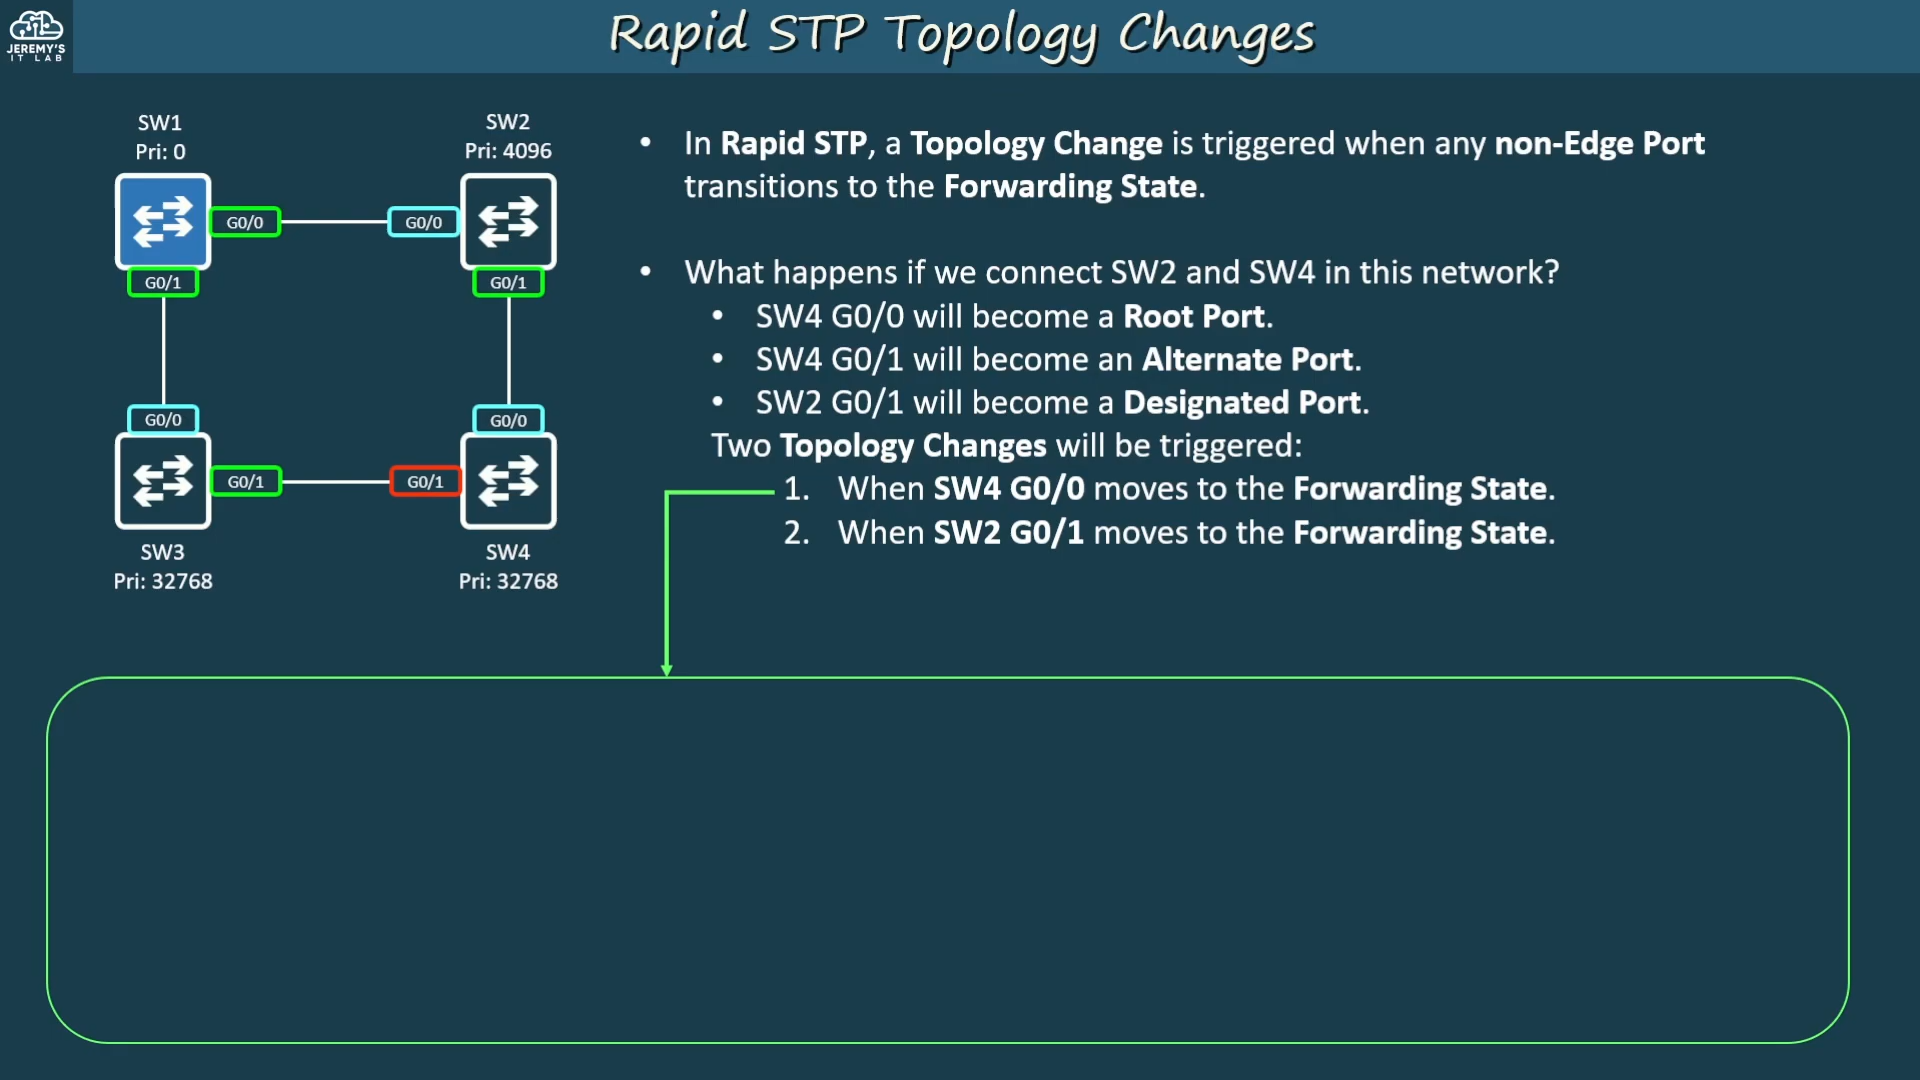 JEREMY'S
IT LAB
Rapid STP Topology Changes
SW1
Pri: 0
SW2
Pri: 4096
G0/0
G0/0
G0/1
G0/1
G0/0
G0/0
G0/1
G0/1
SW3
Pri: 32768
SW4
Pri: 32768
• In Rapid STP, a Topology Change is triggered when any non-Edge Port
transitions to the Forwarding State.
• What happens if we connect SW2 and SW4 in this network?
• SW4 G0/0 will become a Root Port.
• SW4 G0/1 will become an Alternate Port.
• SW2 G0/1 will become a Designated Port.
Two Topology Changes will be triggered:
1. When SW4 G0/0 moves to the Forwarding State.
2. When SW2 G0/1 moves to the Forwarding State.